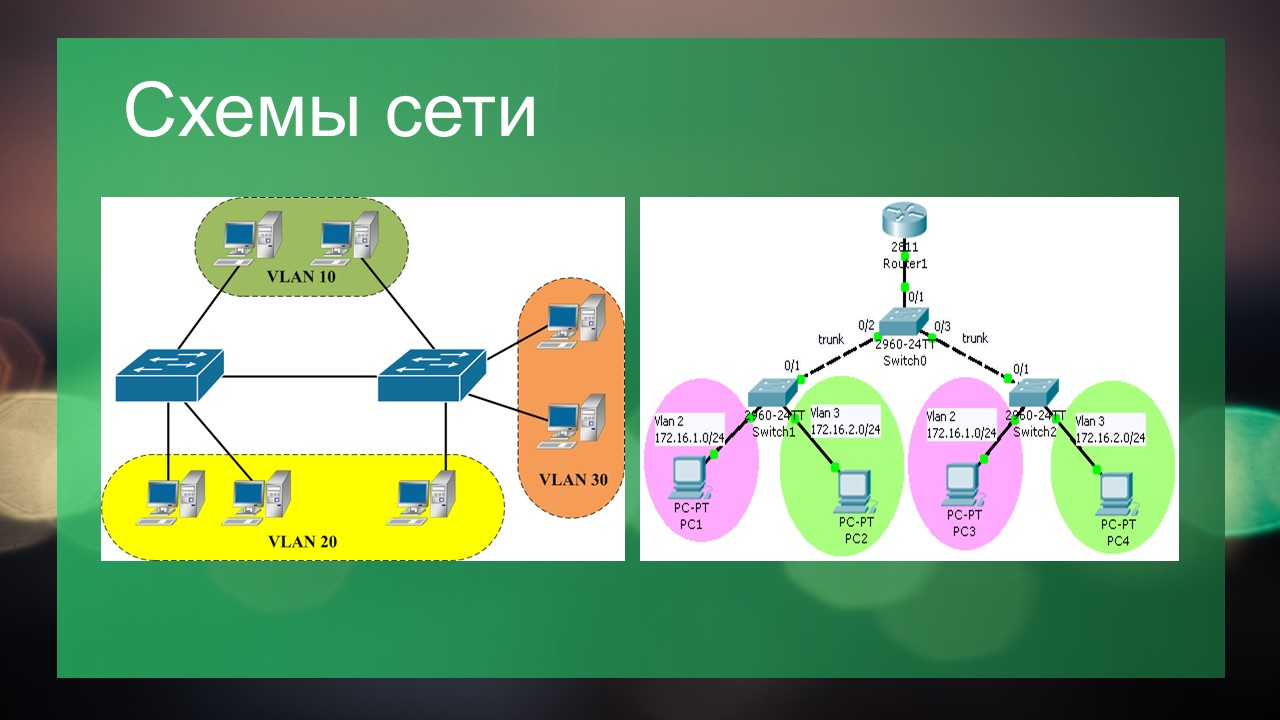 Схемы сети
VLAN 10
VLAN 30
VLAN 20
2811
Router1
0/1
0/2
0/3
trunk
trunk
2960-24TT
Switch0
0/1
0/1
2960-24TT
Switch1
2960-24TT
Switch2
Vlan 2
172.16.1.0/24
Vlan 3
172.16.2.0/24
Vlan 2
172.16.1.0/24
Vlan 3
172.16.2.0/24
PC-PT
PC1
PC-PT
PC2
PC-PT
PC3
PC-PT
PC4